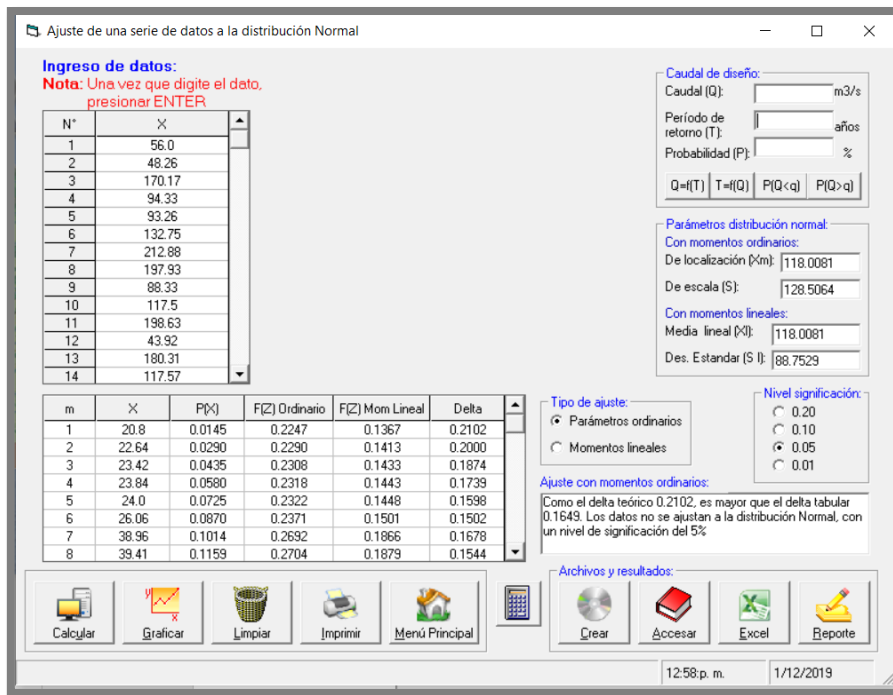 Ajuste de una serie de datos a la distribución Normal
Ingreso de datos:
Nota: Una vez que digite el dato,
presionar ENTER
N° X
1 56.0
2 48.26
3 170.17
4 94.33
5 93.26
6 132.75
7 212.88
8 197.93
9 88.33
10 117.5
11 198.63
12 43.92
13 180.31
14 117.57
Caudal de diseño:
Caudal (Q): m3/s
Período de
retorno (T): años
Probabilidad (P): %
Q=f(T) T=f(Q) P(Q<q) P(Q>q)
Parámetros distribución normal:
Con momentos ordinarios:
De localización (Xm): 118.0081
De escala (S): 128.5064
Con momentos lineales:
Media lineal (Xl): 118.0081
Des. Estandar (S l): 88.7529
m X P(X) F(Z) Ordinario F(Z) Mom Lineal Delta
1 20.8 0.0145 0.2247 0.1367 0.2102
2 22.64 0.0290 0.2290 0.1413 0.2000
3 23.42 0.0435 0.2308 0.1433 0.1874
4 23.84 0.0580 0.2318 0.1443 0.1739
5 24.0 0.0725 0.2322 0.1448 0.1598
6 26.06 0.0870 0.2371 0.1501 0.1502
7 38.96 0.1014 0.2692 0.1866 0.1678
8 39.41 0.1159 0.2704 0.1879 0.1544
Tipo de ajuste:
Parámetros ordinarios
Momentos lineales
Nivel significación:
0.20
0.10
0.05
0.01
Ajuste con momentos ordinarios:
Como el delta teórico 0.2102, es mayor que el delta tabular
0.1649. Los datos no se ajustan a la distribución Normal, con
un nivel de significación del 5%
Calcular Graficar Limpiar Imprimir Menú Principal
Archivos y resultados:
Crear Accesar Excel Reporte
12:58:p. m. 1/12/2019